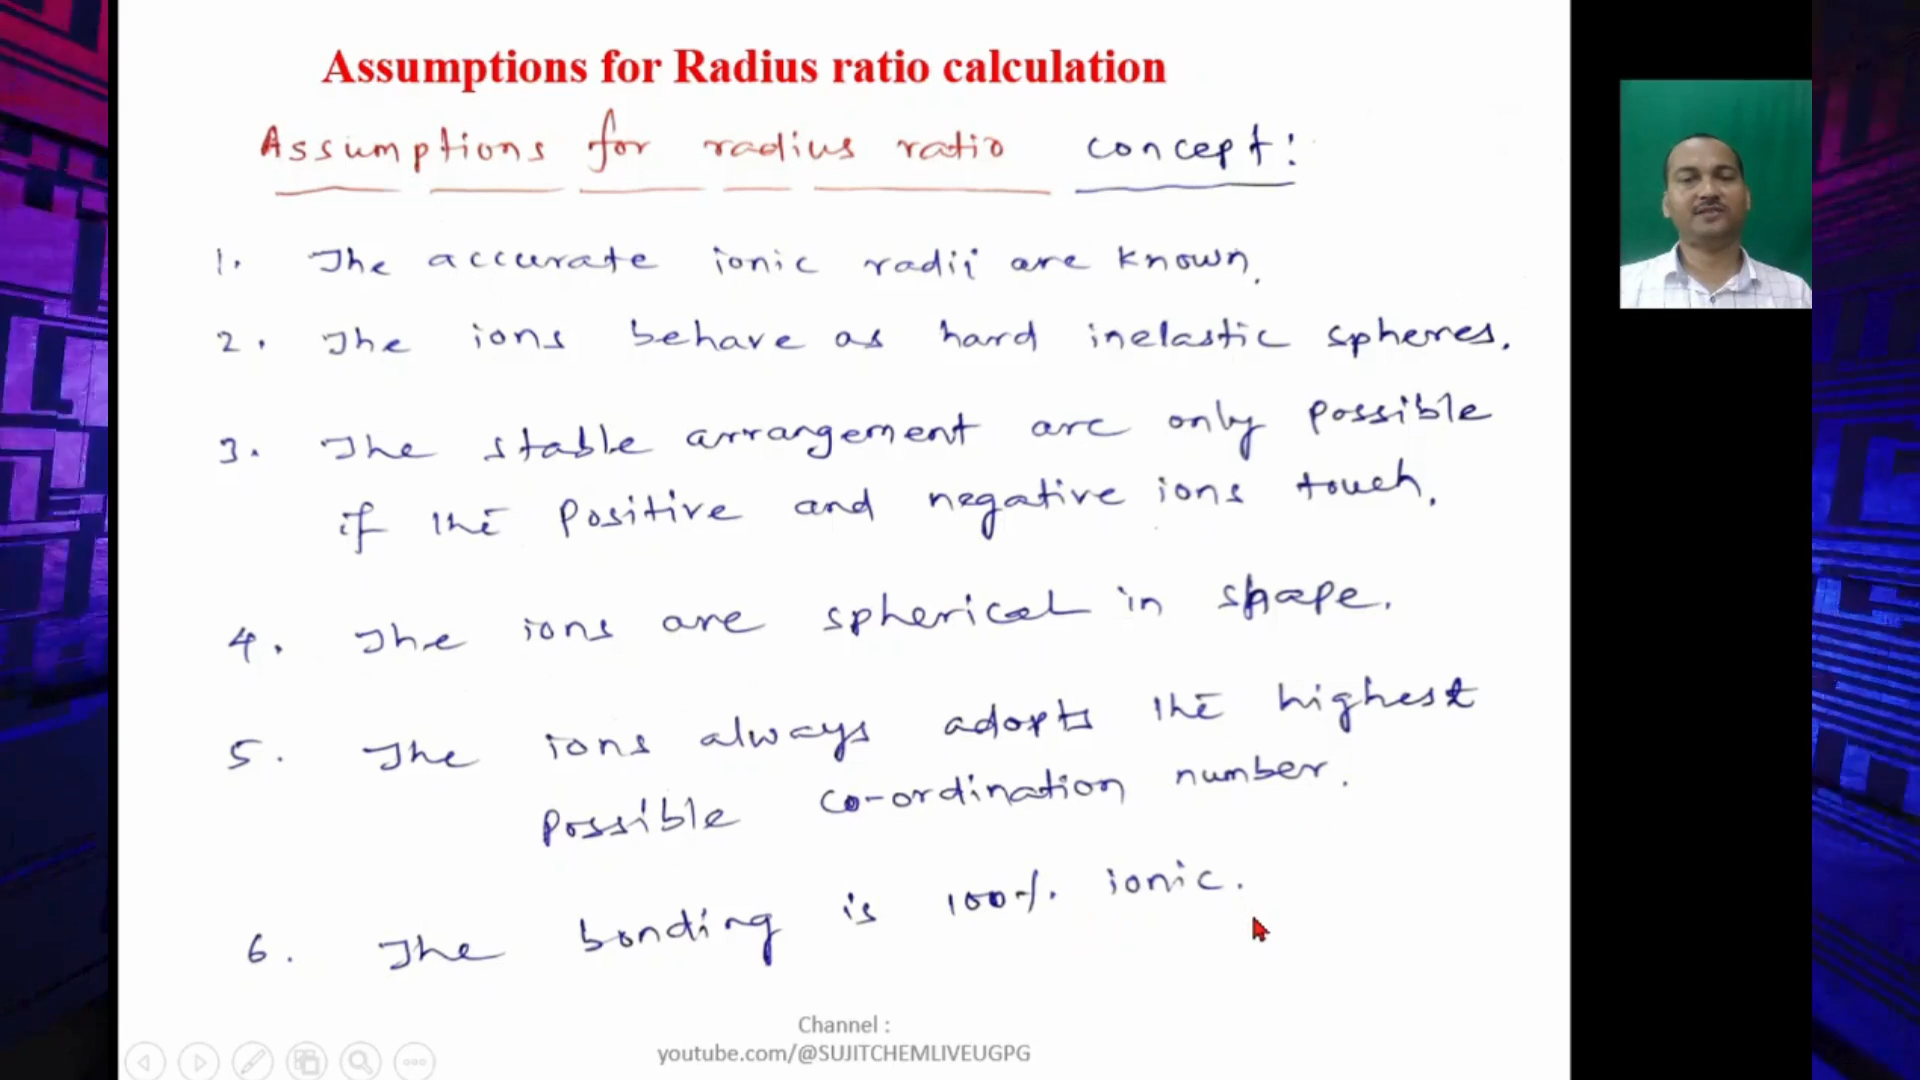 Assumptions for Radius ratio calculation
Assumptions for radius ratio concept:
1. The accurate ionic radii are known.
2. The ions behave as hard inelastic spheres.
3. The stable arrangement are only possible
if the positive and negative ions touch.
4. The ions are spherical in shape.
5. The ions always adopts the highest
possible co-ordination number.
6. The bonding is 100% ionic.
Channel :
youtube.com/@SUJITCHEMLIVEUGPG